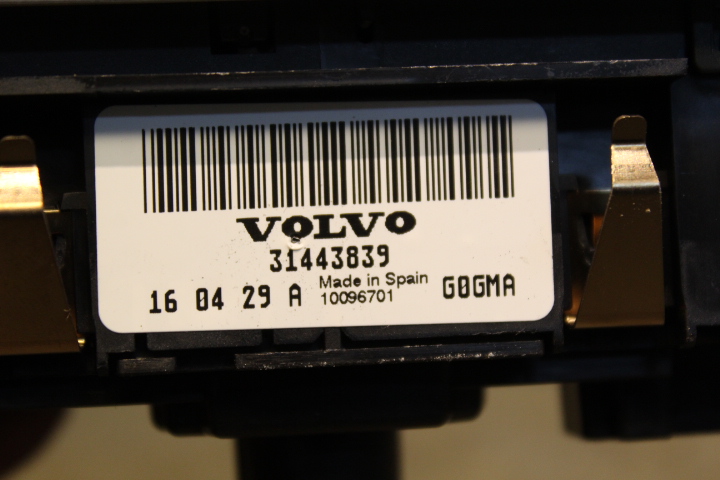 VOLVO
31443839
16 04 29 A Made in Spain G0GMA
10096701